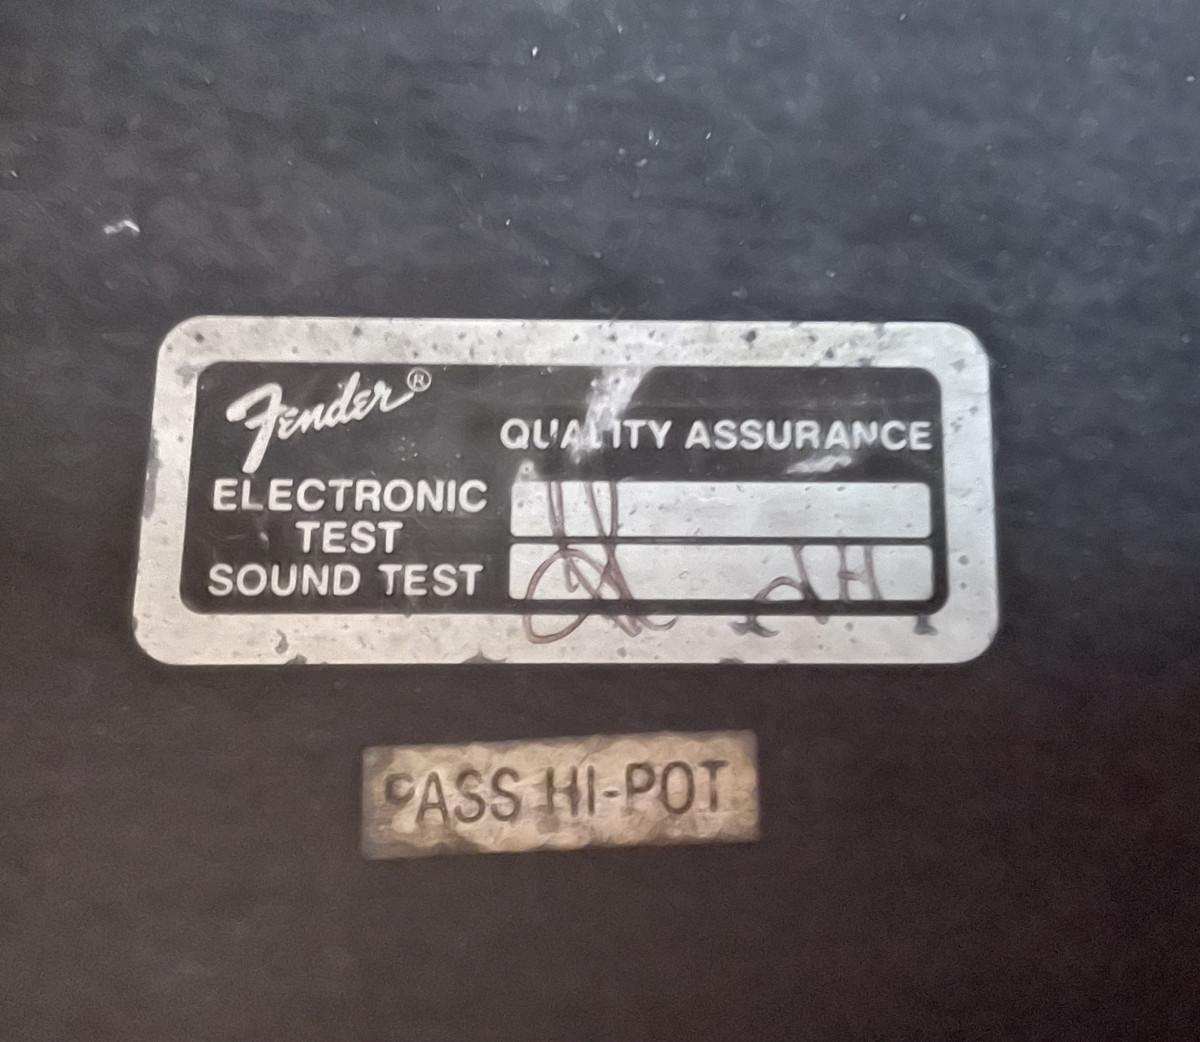 Fender®
QUALITY ASSURANCE
ELECTRONIC
TEST
SOUND TEST
PASS HI-POT